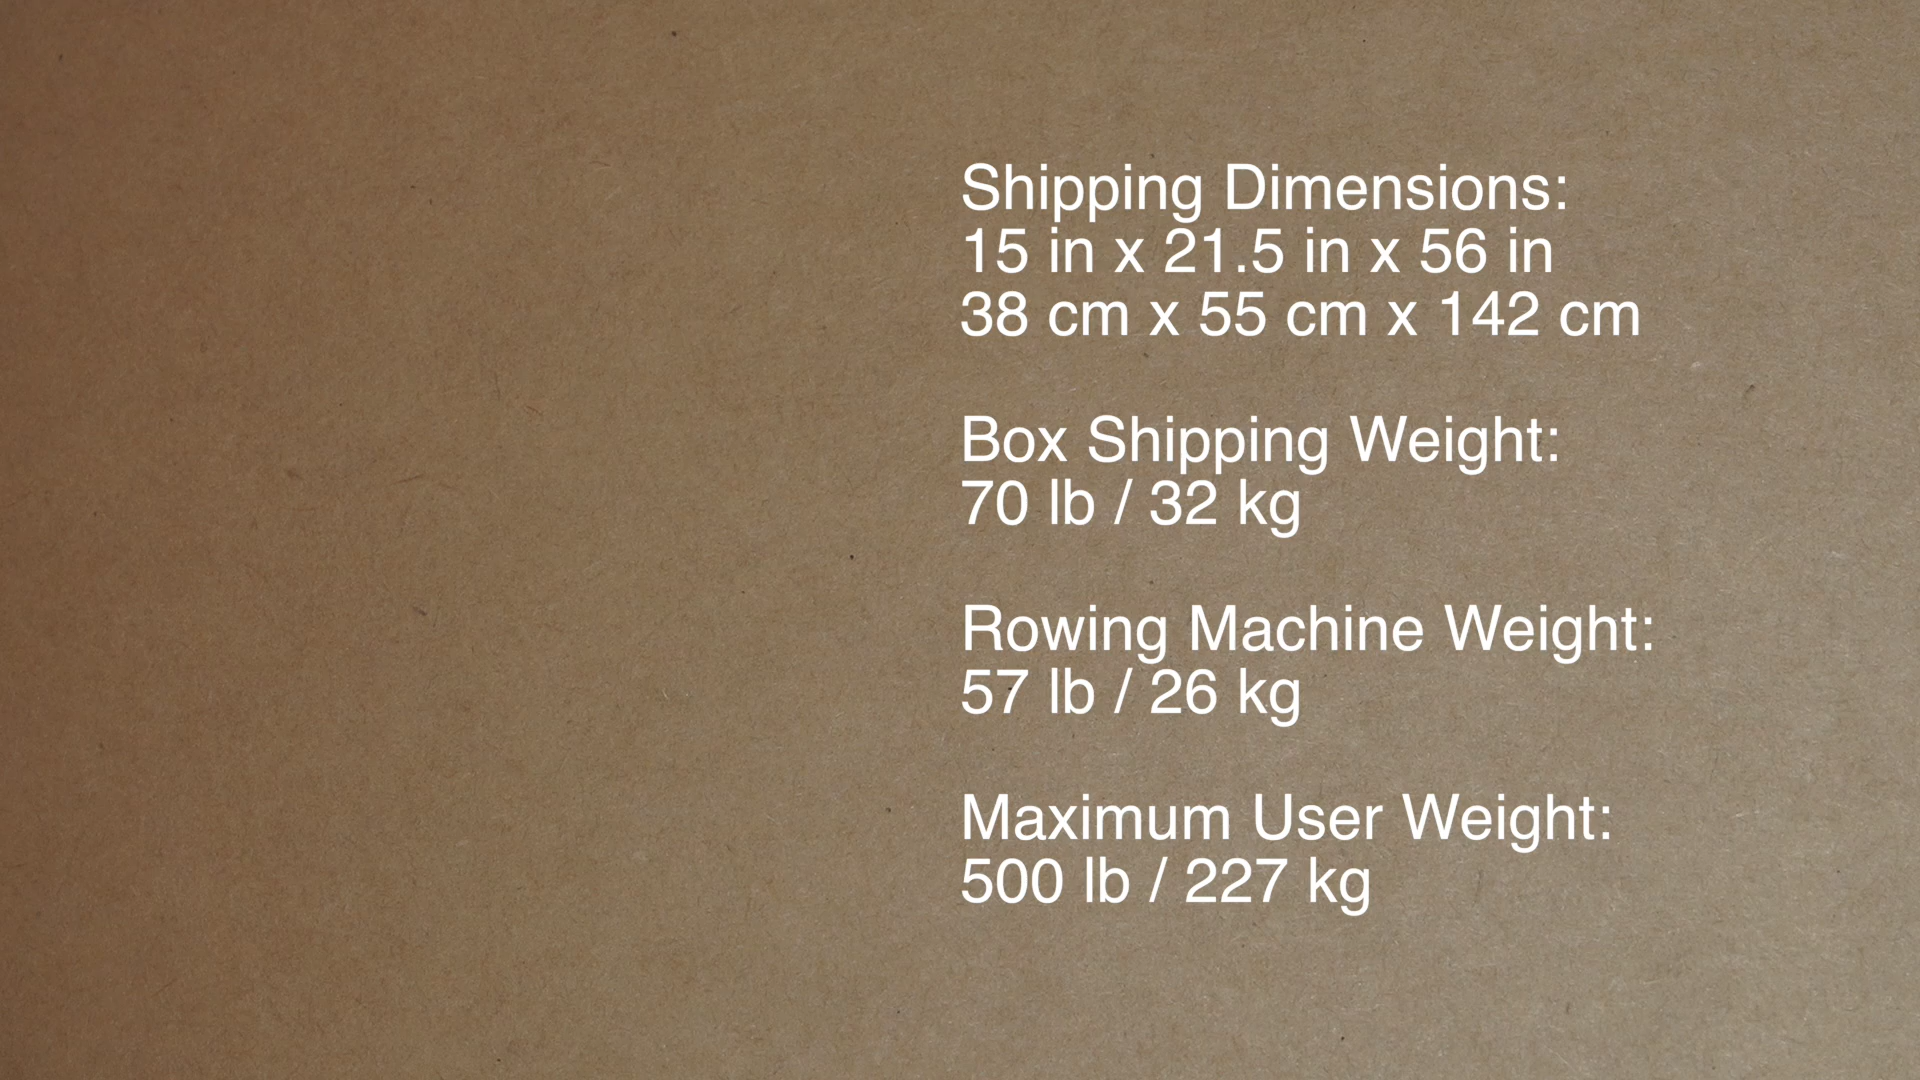 Shipping Dimensions:
15 in x 21.5 in x 56 in
38 cm x 55 cm x 142 cm
Box Shipping Weight:
70 lb / 32 kg
Rowing Machine Weight:
57 lb / 26 kg
Maximum User Weight:
500 lb / 227 kg